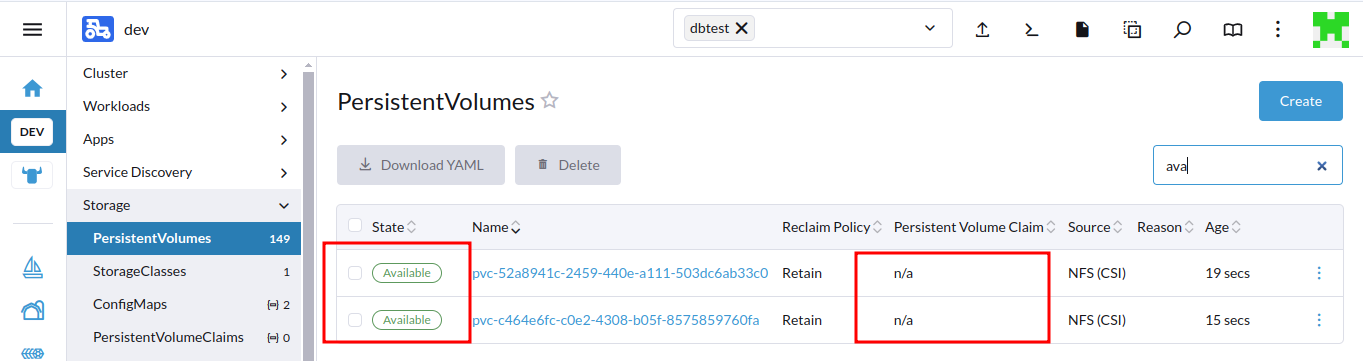 dev
dbtest
Cluster
Workloads
Apps
Service Discovery
Storage
PersistentVolumes 149
StorageClasses 1
ConfigMaps 2
PersistentVolumeClaims 0
DEV
PersistentVolumes
Create
Download YAML
Delete
ava
State Name Reclaim Policy Persistent Volume Claim Source Reason Age
Available pvc-52a8941c-2459-440e-a111-503dc6ab33c0 Retain n/a NFS (CSI) 19 secs
Available pvc-c464e6fc-c0e2-4308-b05f-8575859760fa Retain n/a NFS (CSI) 15 secs